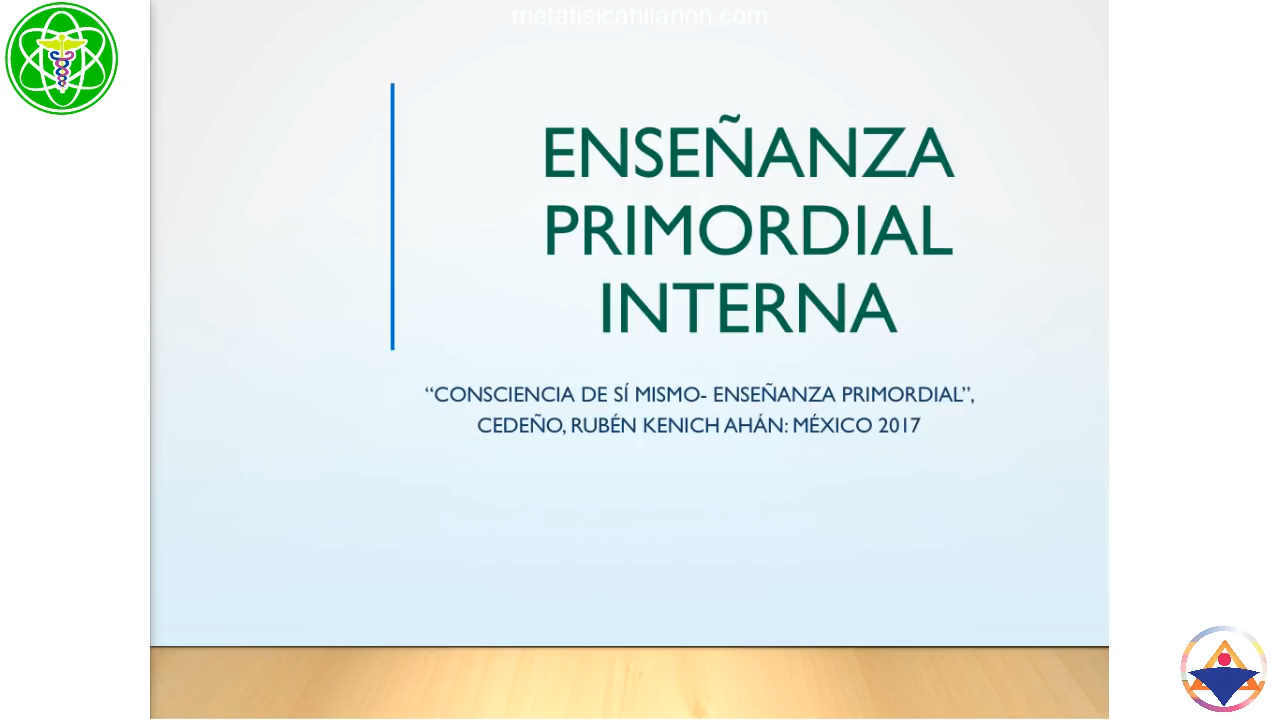 metafisicahilarion.com
ENSEÑANZA
PRIMORDIAL
INTERNA
“CONSCIENCIA DE SÍ MISMO- ENSEÑANZA PRIMORDIAL”,
CEDEÑO, RUBÉN KENICH AHÁN: MÉXICO 2017